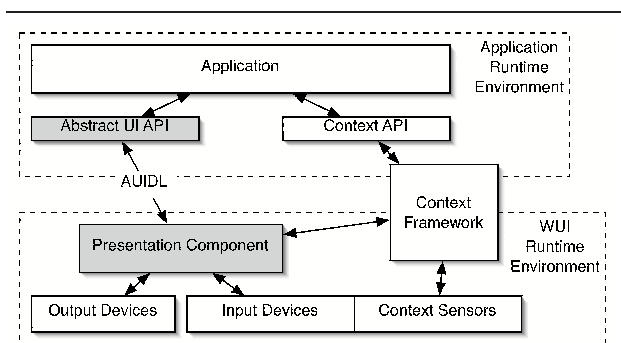 Application
Application
Runtime
Environment
Abstract UI API
Context API
AUIDL
Context
Framework
Presentation Component
WUI
Runtime
Environment
Output Devices
Input Devices
Context Sensors